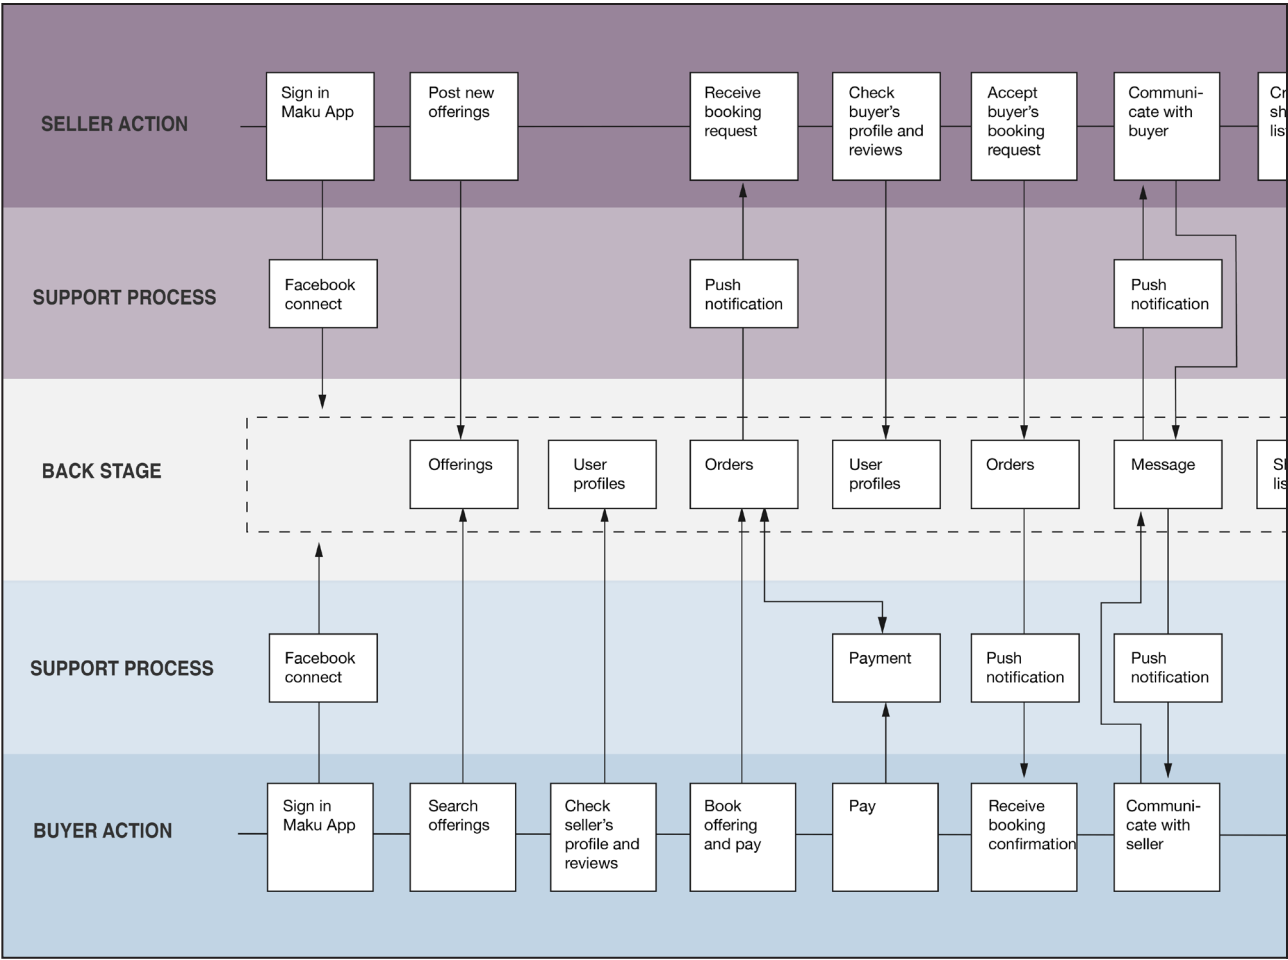 SELLER ACTION
Sign in
Maku App
Post new
offerings
Receive
booking
request
Check
buyer's
profile and
reviews
Accept
buyer's
booking
request
Communi-
cate with
buyer
Cr
sh
lis
SUPPORT PROCESS
Facebook
connect
Push
notification
Push
notification
BACK STAGE
Offerings
User
profiles
Orders
User
profiles
Orders
Message
lis
SUPPORT PROCESS
Facebook
connect
Payment
Push
notification
Push
notification
BUYER ACTION
Sign in
Maku App
Search
offerings
Check
seller's
profile and
reviews
Book
offering
and pay
Pay
Receive
booking
confirmation
Communi-
cate with
seller